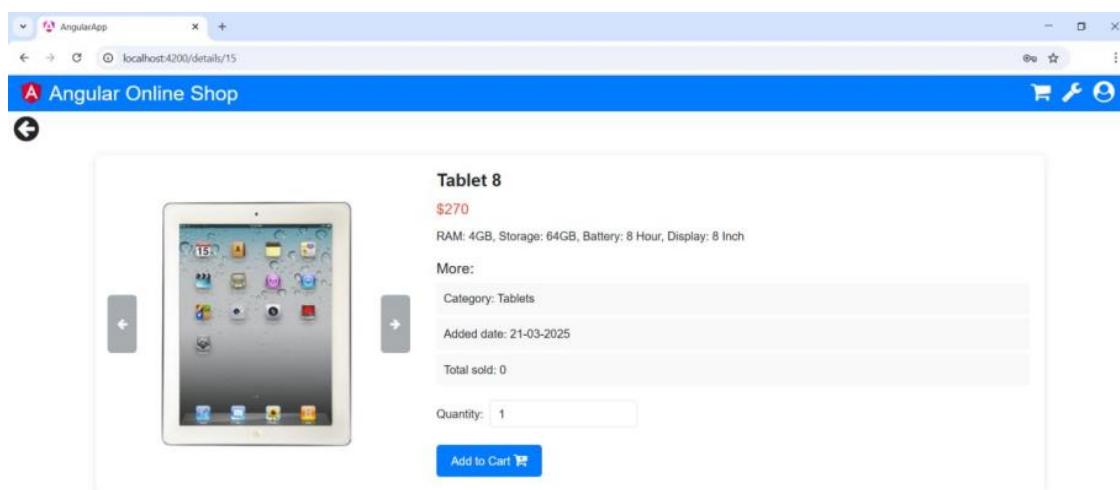 AngularApp
localhost:4200/details/15
Angular Online Shop
Tablet 8
$270
RAM: 4GB, Storage: 64GB, Battery: 8 Hour, Display: 8 Inch
More:
Category: Tablets
Added date: 21-03-2025
Total sold: 0
Quantity: 1
Add to Cart
15